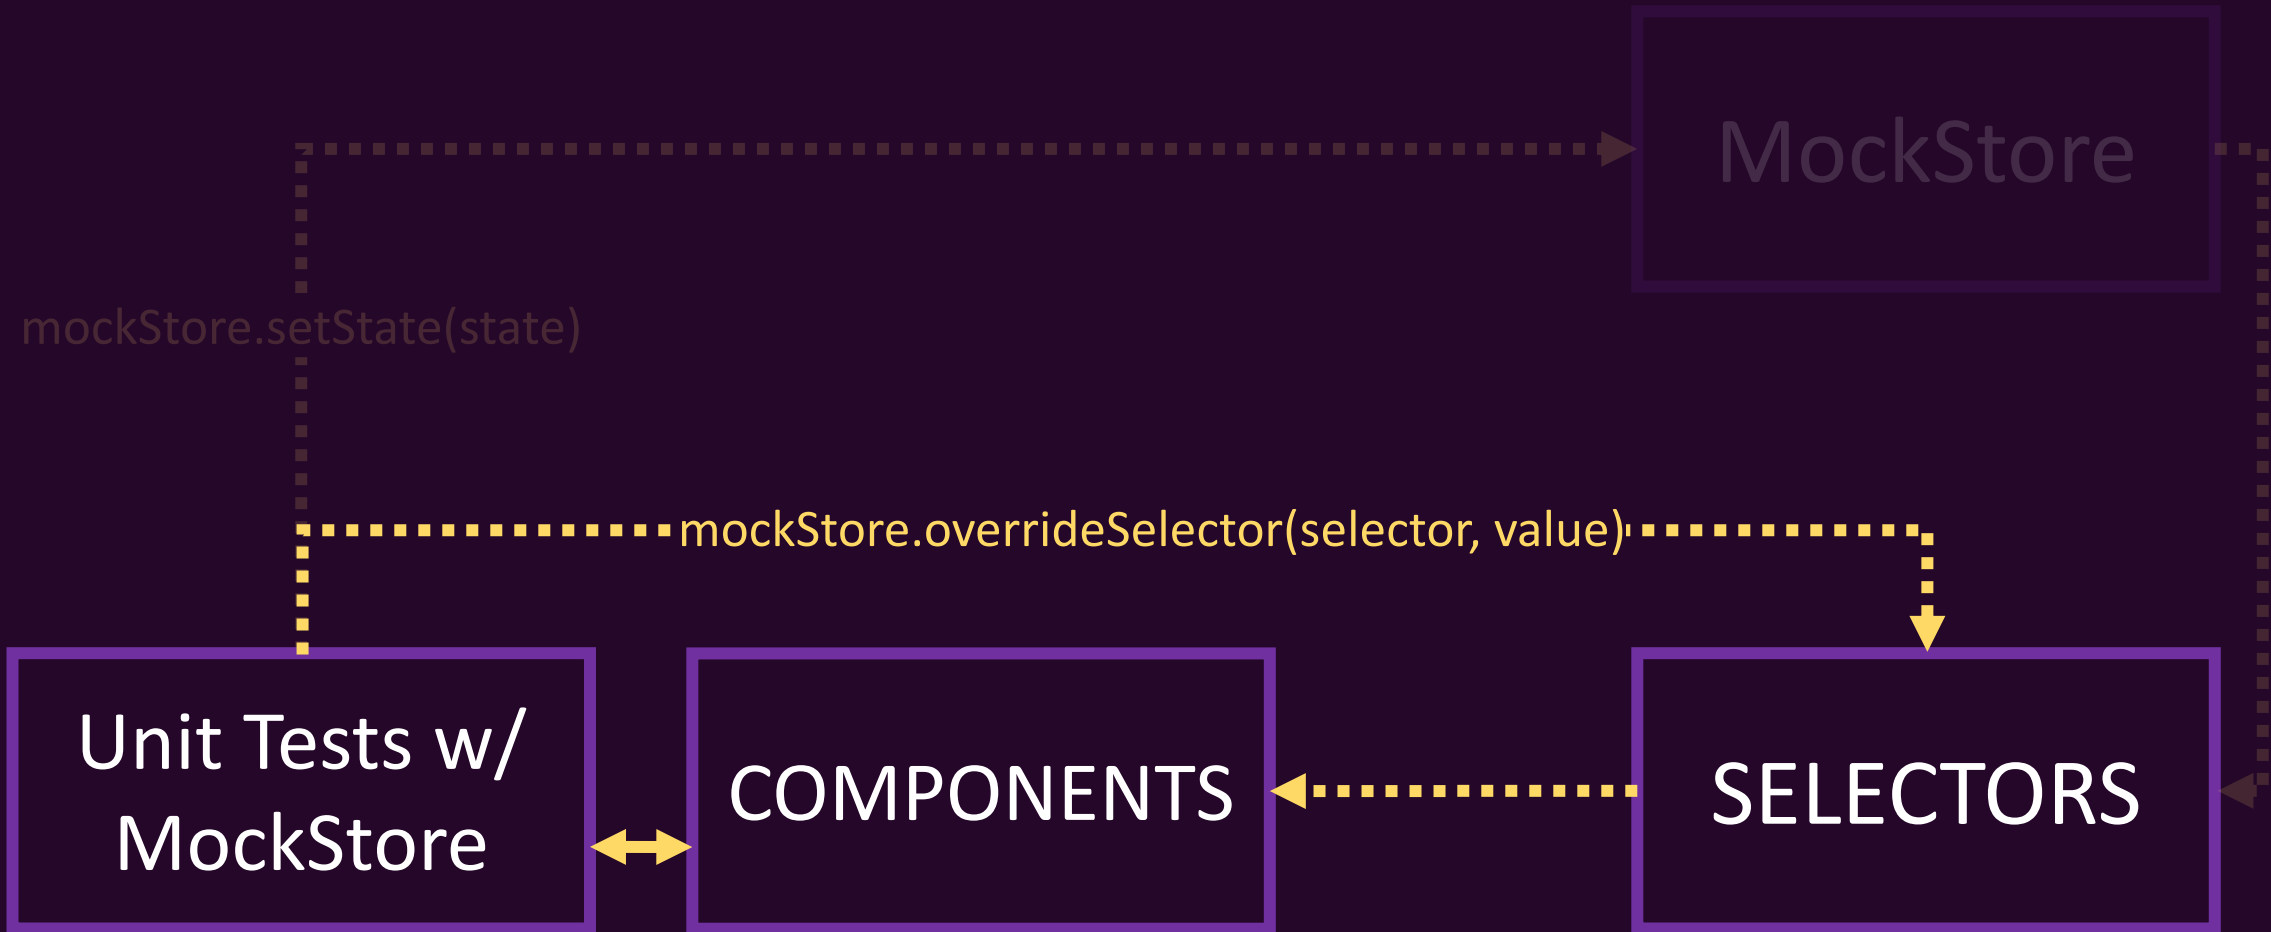 MockStore
mockStore.setState(state)
mockStore.overrideSelector(selector, value)
Unit Tests w/
MockStore
COMPONENTS
SELECTORS